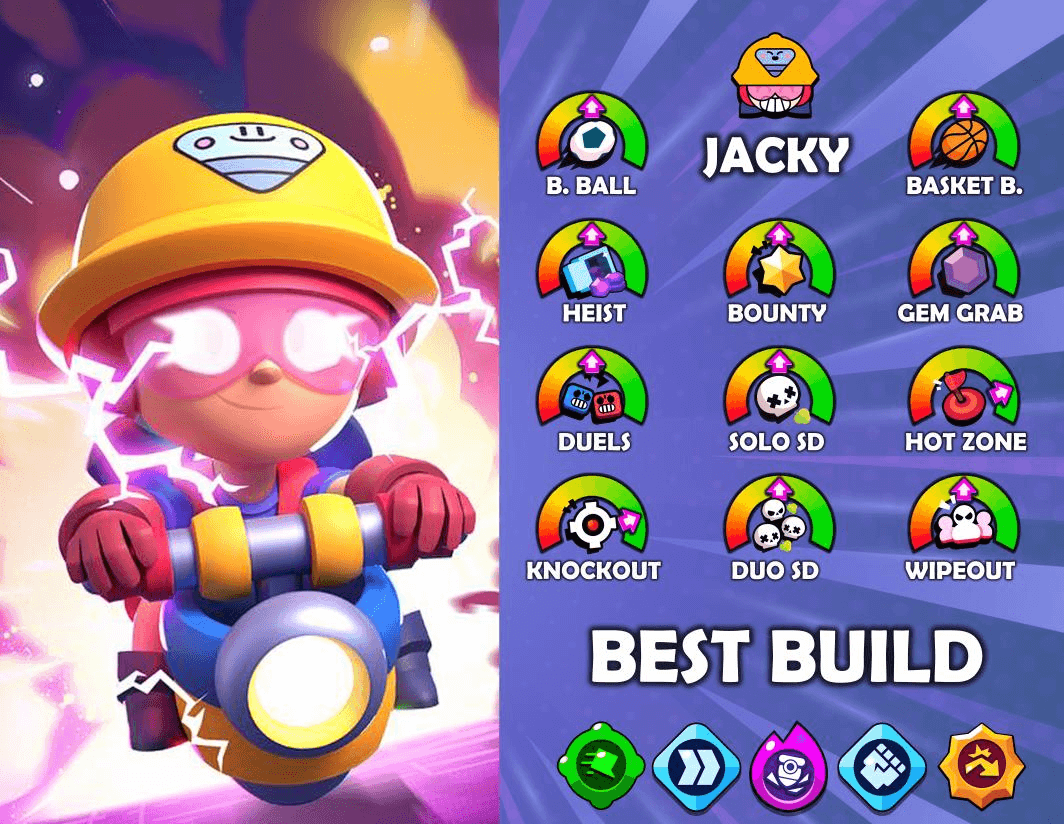 JACKY
B. BALL
BASKET B.
HEIST
BOUNTY
GEM GRAB
DUELS
SOLO SD
HOT ZONE
KNOCKOUT
DUO SD
WIPEOUT
BEST BUILD